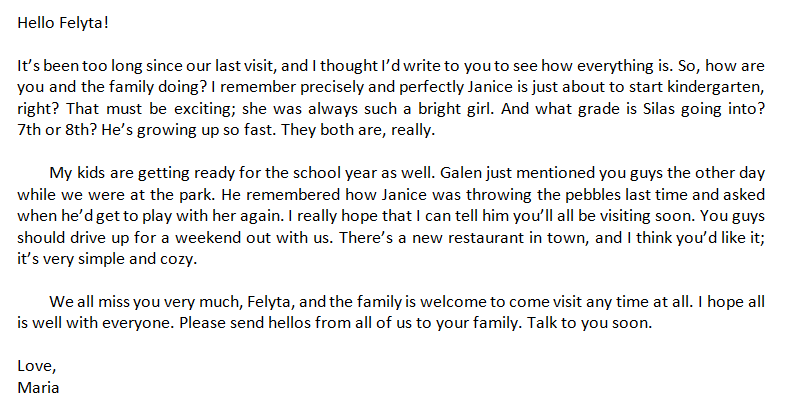 Hello Felyta!
It's been too long since our last visit, and I thought I'd write to you to see how everything is. So, how are
you and the family doing? I remember precisely and perfectly Janice is just about to start kindergarten,
right? That must be exciting; she was always such a bright girl. And what grade is Silas going into?
7th or 8th? He's growing up so fast. They both are, really.
My kids are getting ready for the school year as well. Galen just mentioned you guys the other day
while we were at the park. He remembered how Janice was throwing the pebbles last time and asked
when he'd get to play with her again. I really hope that I can tell him you'll all be visiting soon. You guys
should drive up for a weekend out with us. There's a new restaurant in town, and I think you'd like it;
it's very simple and cozy.
We all miss you very much, Felyta, and the family is welcome to come visit any time at all. I hope all
is well with everyone. Please send hellos from all of us to your family. Talk to you soon.
Love,
Maria